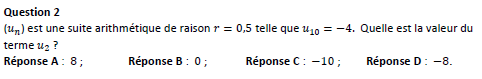 Question 2
(uₙ) est une suite arithmétique de raison r = 0,5 telle que u₁₀ = −4. Quelle est la valeur du
terme u₂ ?
Réponse A : 8 ; Réponse B : 0 ; Réponse C : −10 ; Réponse D : −8.